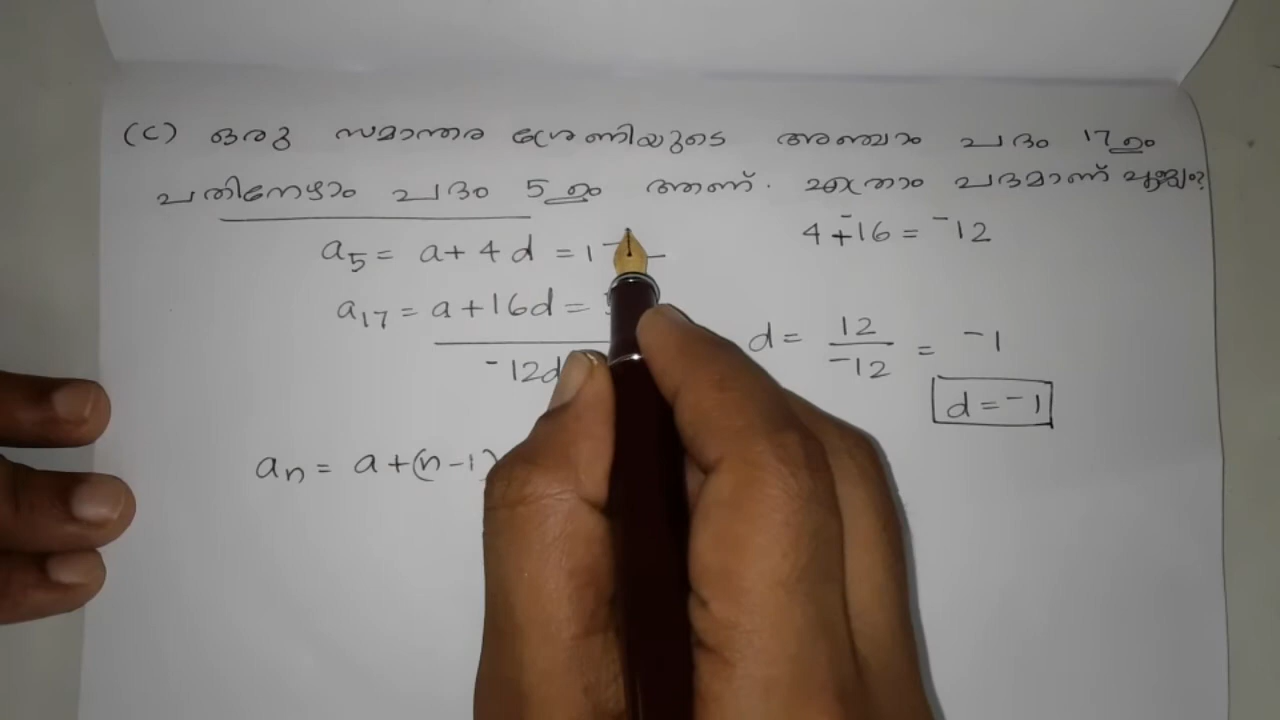 (C) ഒരു സമാന്തര ശ്രേണിയുടെ അഞ്ചാം പദം 17ഉം
പതിനേഴാം പദം 5ഉം ആണ്. എത്രാം പദമാണ് പൂജ്യം?
a5 = a+4d = 17
4+-16 = -12
a17 = a+16d =
-12d
d = 12/-12 = -1
d = -1
an = a+(n-1)